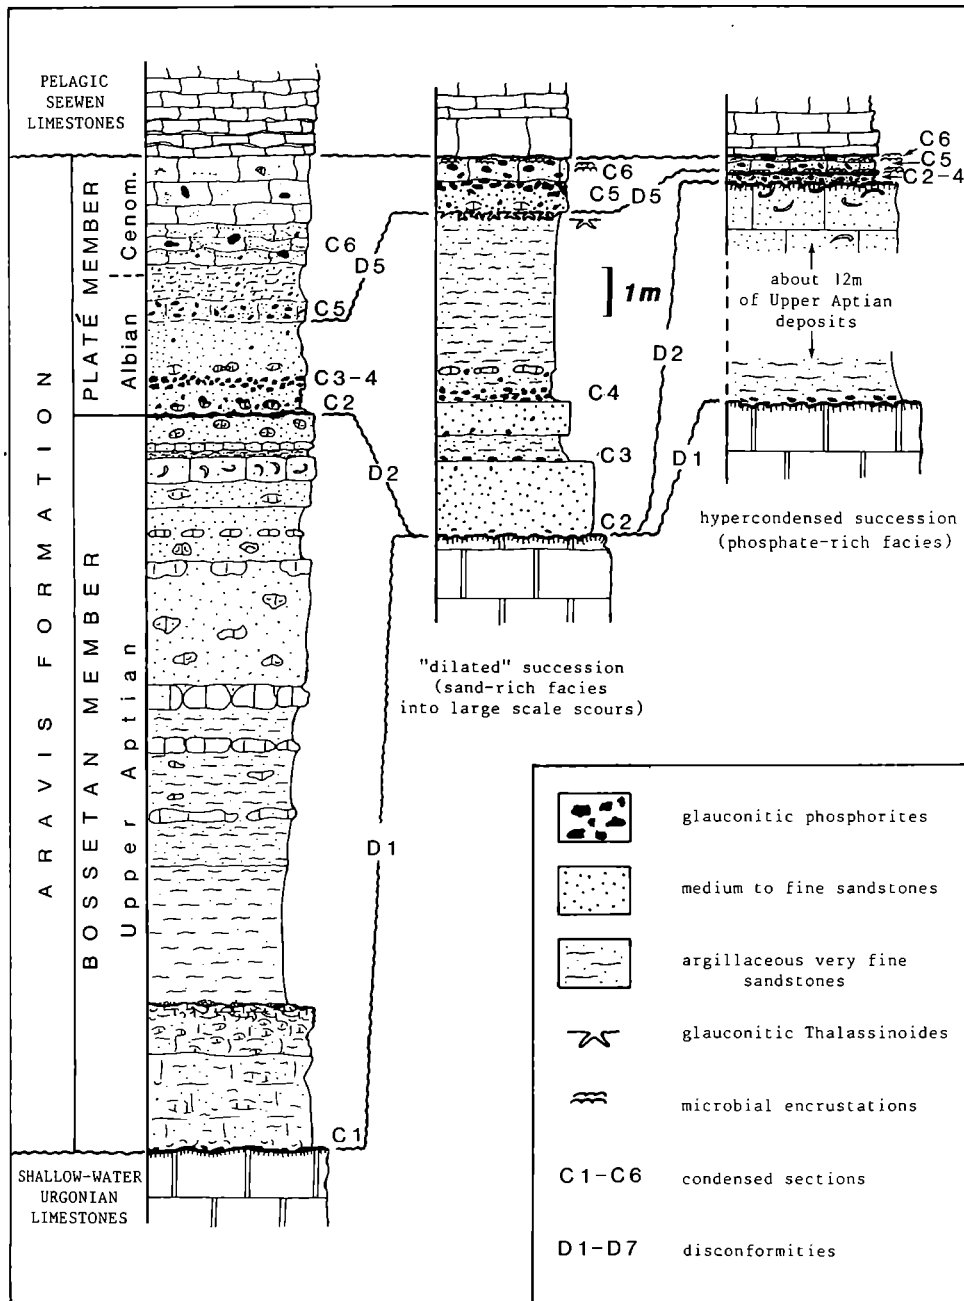 PELAGIC
SEEWEN
LIMESTONES
ARAVIS FORMATION
PLATÉ MEMBER
Cenom.
Albian
BOSSETAN MEMBER
Upper Aptian
SHALLOW-WATER
URGONIAN
LIMESTONES
C6
D5
C5
C3-4
C2
D2
D1
C1
C6
C5
D5
1m
C4
C3
C2
D2
D1
"dilated" succession
(sand-rich facies
into large scale scours)
C6
C5
C2-4
about 12m
of Upper Aptian
deposits
hypercondensed succession
(phosphate-rich facies)
glauconitic phosphorites
medium to fine sandstones
argillaceous very fine
sandstones
glauconitic Thalassinoides
microbial encrustations
C1-C6 condensed sections
D1-D7 disconformities